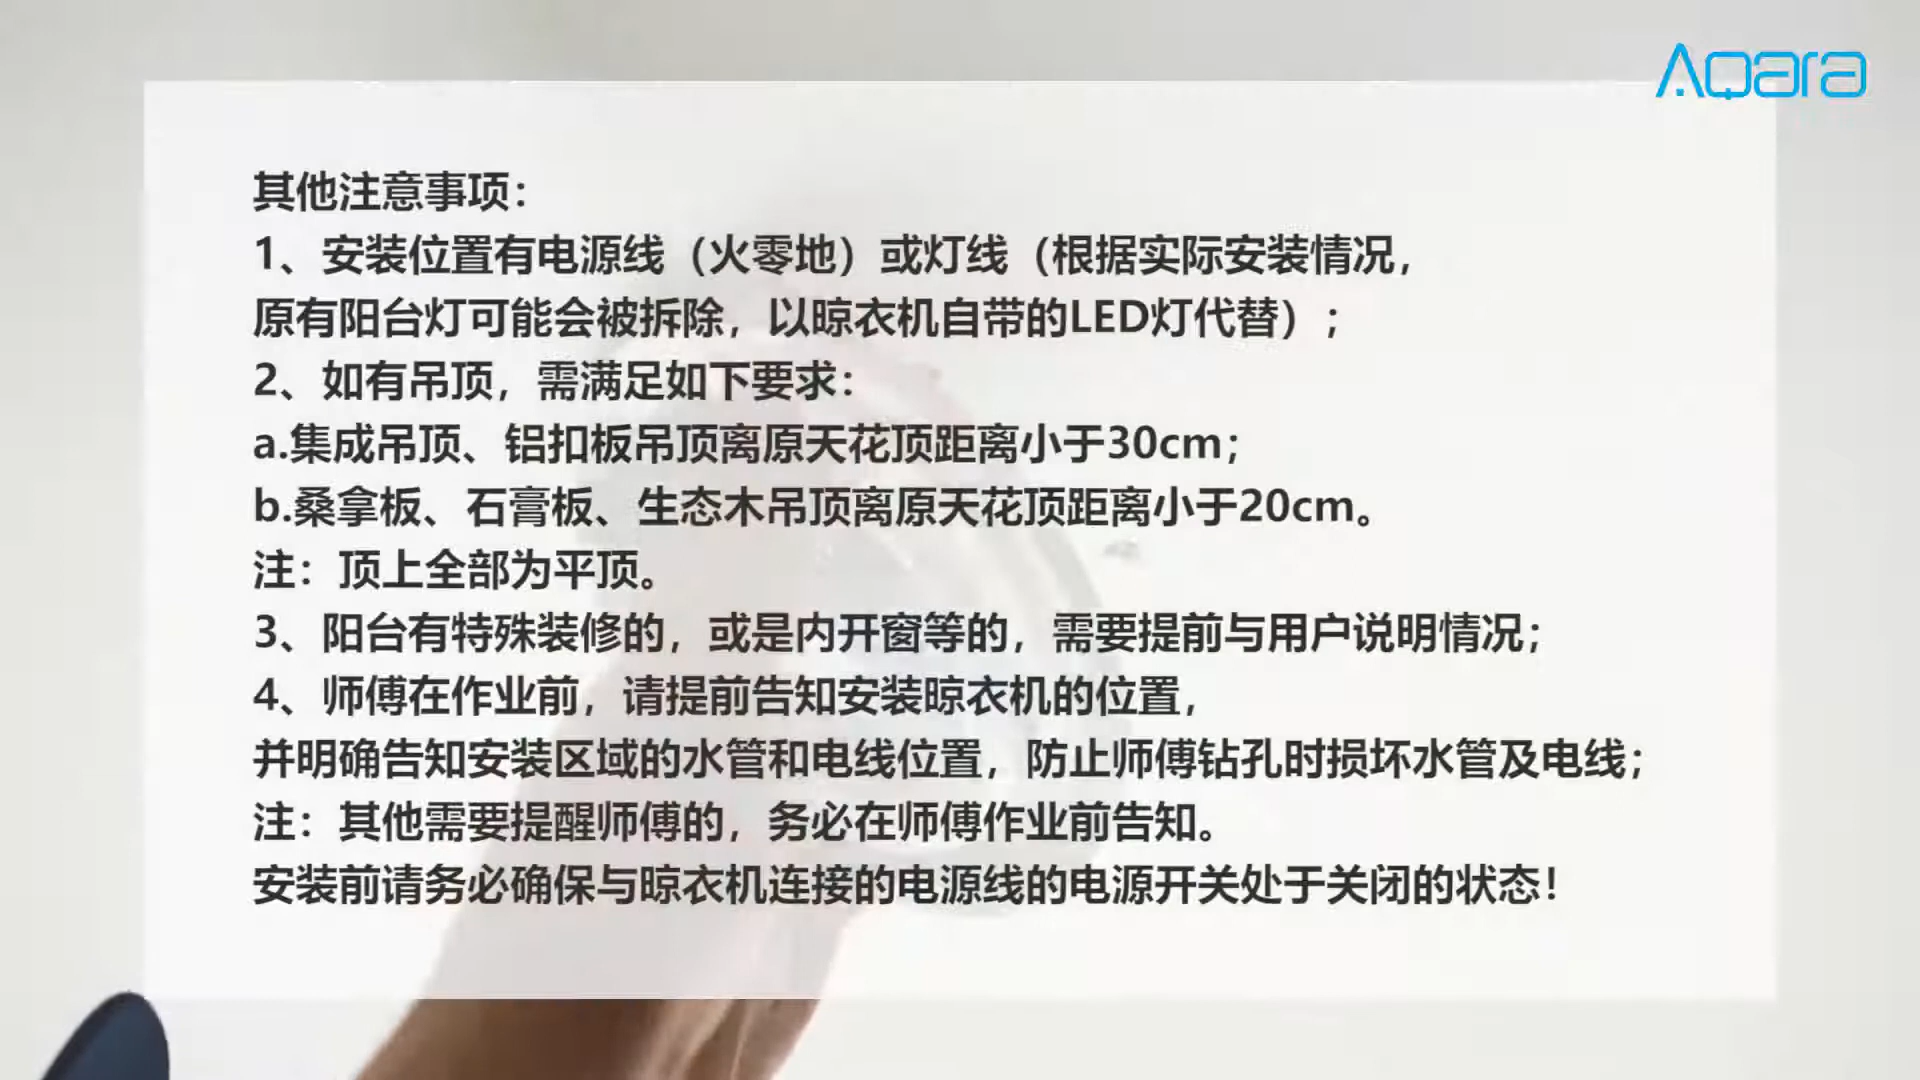 Aqara
其他注意事项：
1、安装位置有电源线（火零地）或灯线（根据实际安装情况，
原有阳台灯可能会被拆除，以晾衣机自带的LED灯代替）；
2、如有吊顶，需满足如下要求：
a.集成吊顶、铝扣板吊顶离原天花顶距离小于30cm；
b.桑拿板、石膏板、生态木吊顶离原天花顶距离小于20cm。
注：顶上全部为平顶。
3、阳台有特殊装修的，或是内开窗等的，需要提前与用户说明情况；
4、师傅在作业前，请提前告知安装晾衣机的位置，
并明确告知安装区域的水管和电线位置，防止师傅钻孔时损坏水管及电线；
注：其他需要提醒师傅的，务必在师傅作业前告知。
安装前请务必确保与晾衣机连接的电源线的电源开关处于关闭的状态！